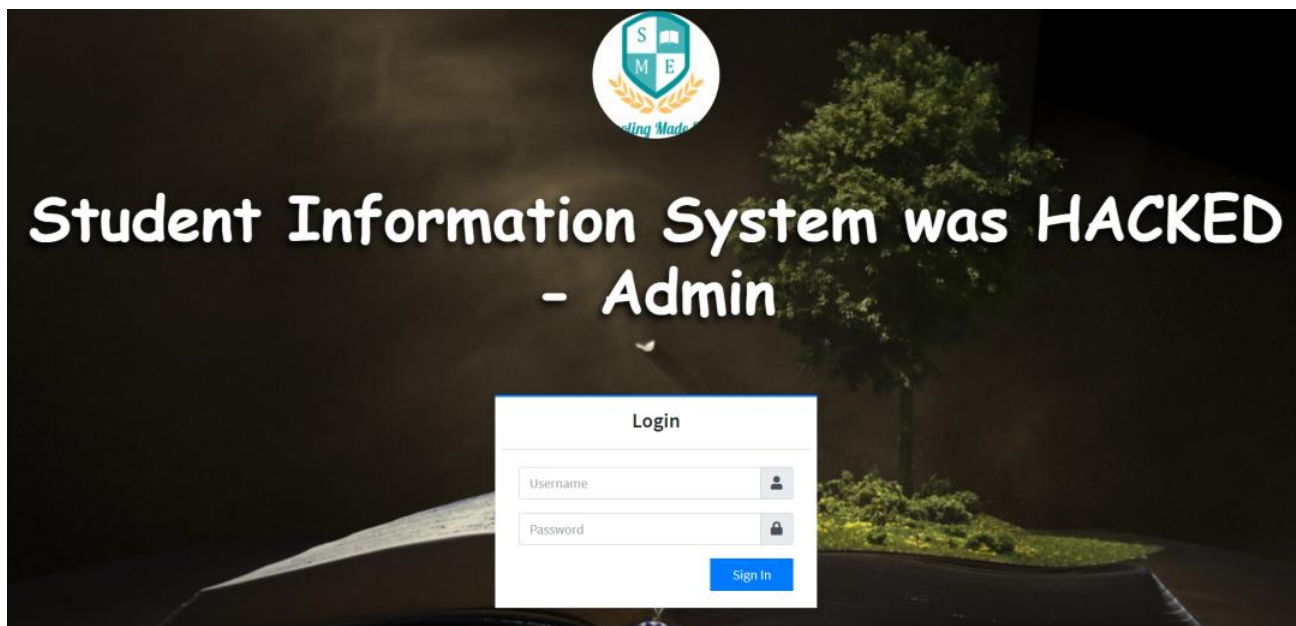 S
M E
Student Information System was HACKED
- Admin
Login
Username
Password
Sign In